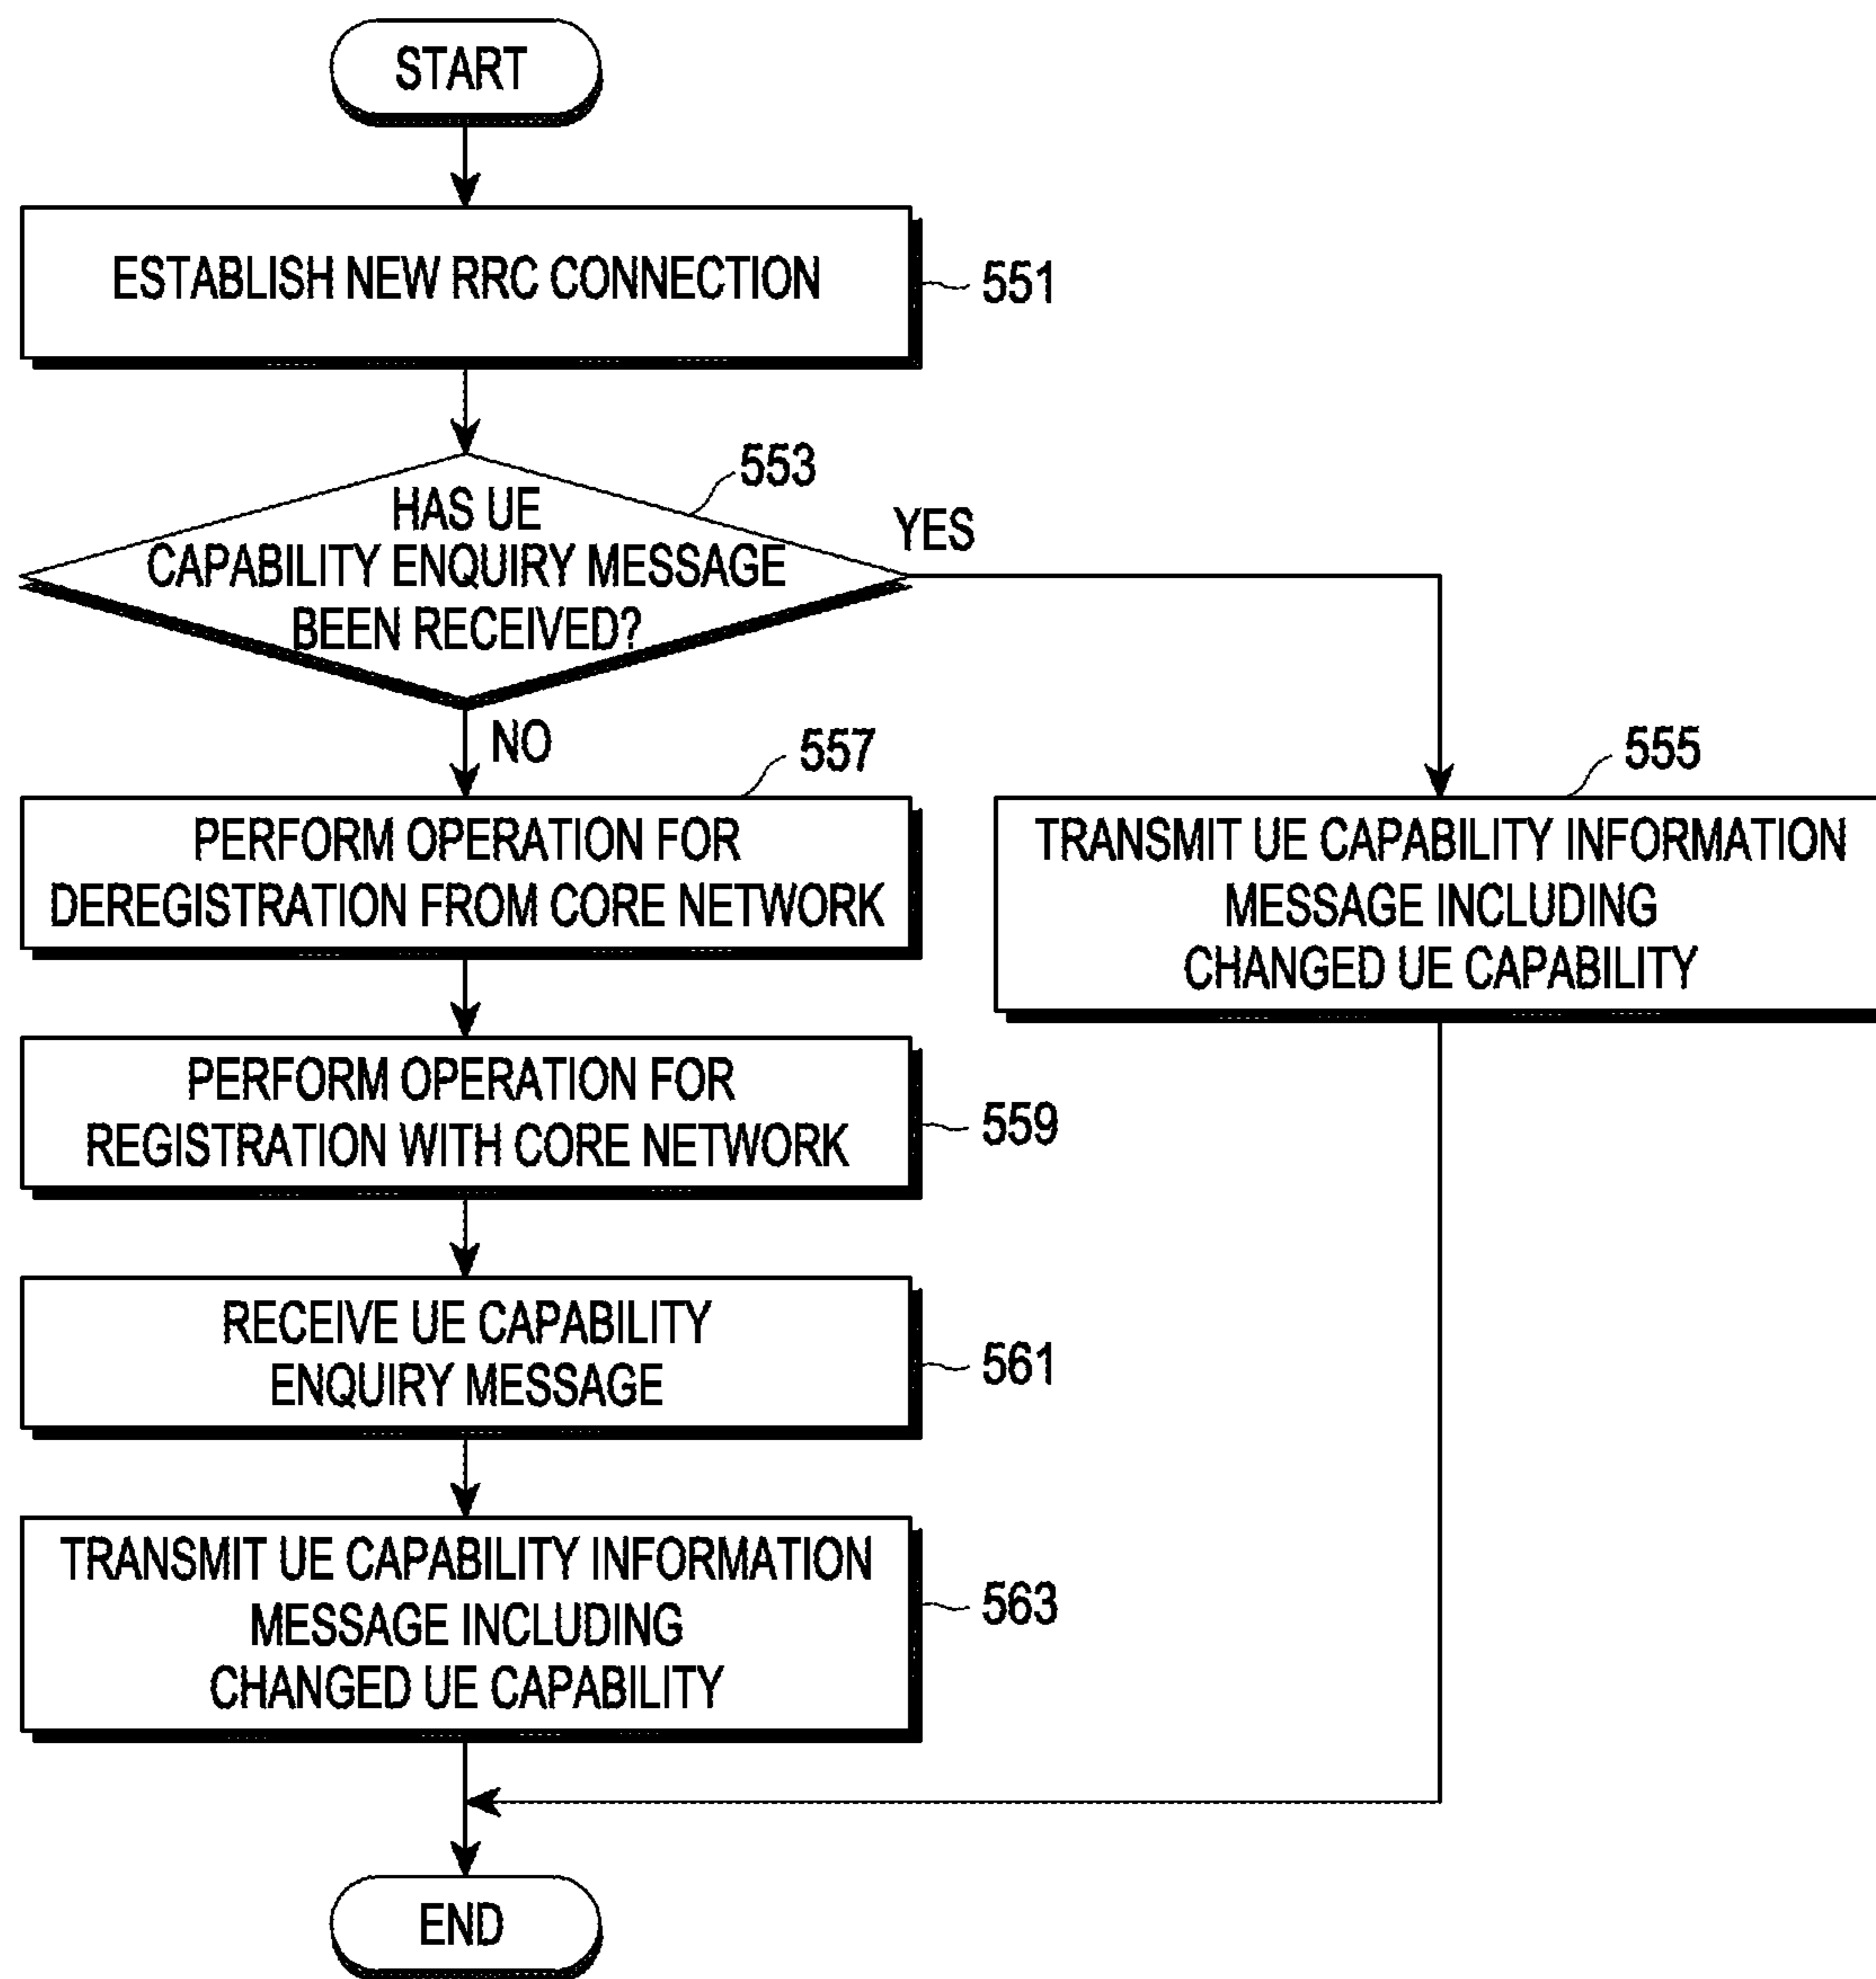 START
ESTABLISH NEW RRC CONNECTION
551
553
HAS UE
CAPABILITY ENQUIRY MESSAGE
BEEN RECEIVED?
YES
NO
557
PERFORM OPERATION FOR
DEREGISTRATION FROM CORE NETWORK
555
TRANSMIT UE CAPABILITY INFORMATION
MESSAGE INCLUDING
CHANGED UE CAPABILITY
PERFORM OPERATION FOR
REGISTRATION WITH CORE NETWORK
559
RECEIVE UE CAPABILITY
ENQUIRY MESSAGE
561
TRANSMIT UE CAPABILITY INFORMATION
MESSAGE INCLUDING
CHANGED UE CAPABILITY
563
END